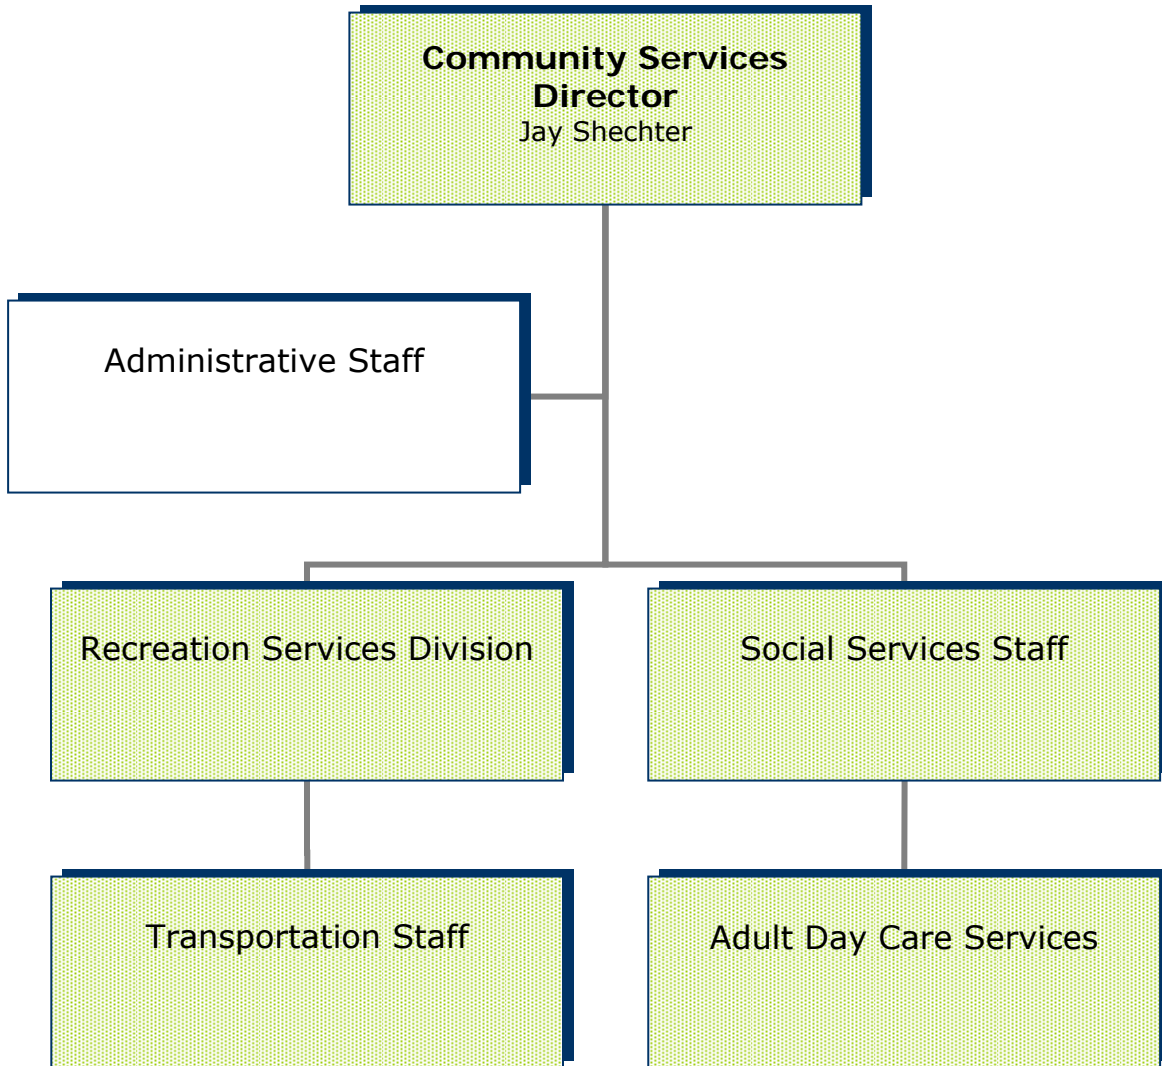 Community Services
Director
Jay Shechter
Administrative Staff
Recreation Services Division
Social Services Staff
Transportation Staff
Adult Day Care Services